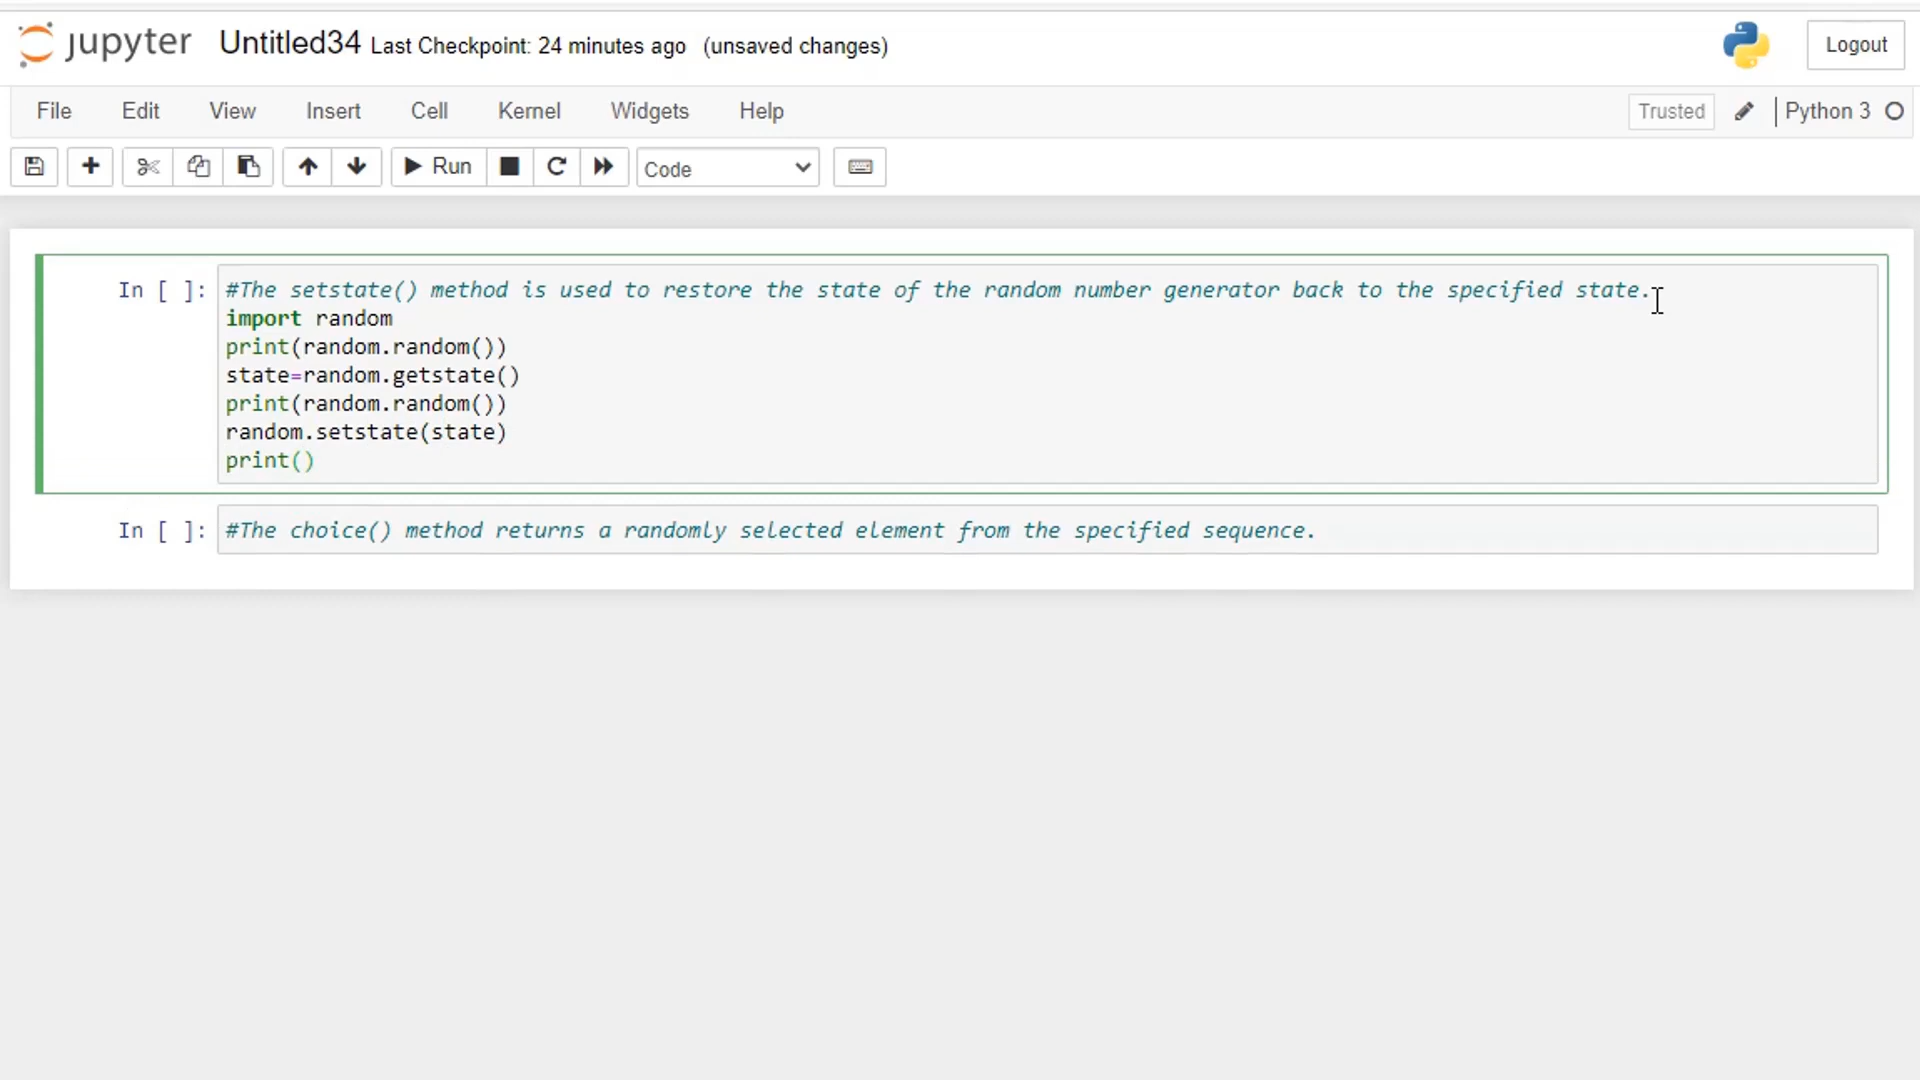 jupyter Untitled34 Last Checkpoint: 24 minutes ago (unsaved changes) Logout
File Edit View Insert Cell Kernel Widgets Help Trusted Python 3
Run Code
In [ ]: #The setstate() method is used to restore the state of the random number generator back to the specified state.
import random
print(random.random())
state=random.getstate()
print(random.random())
random.setstate(state)
print()
In [ ]: #The choice() method returns a randomly selected element from the specified sequence.